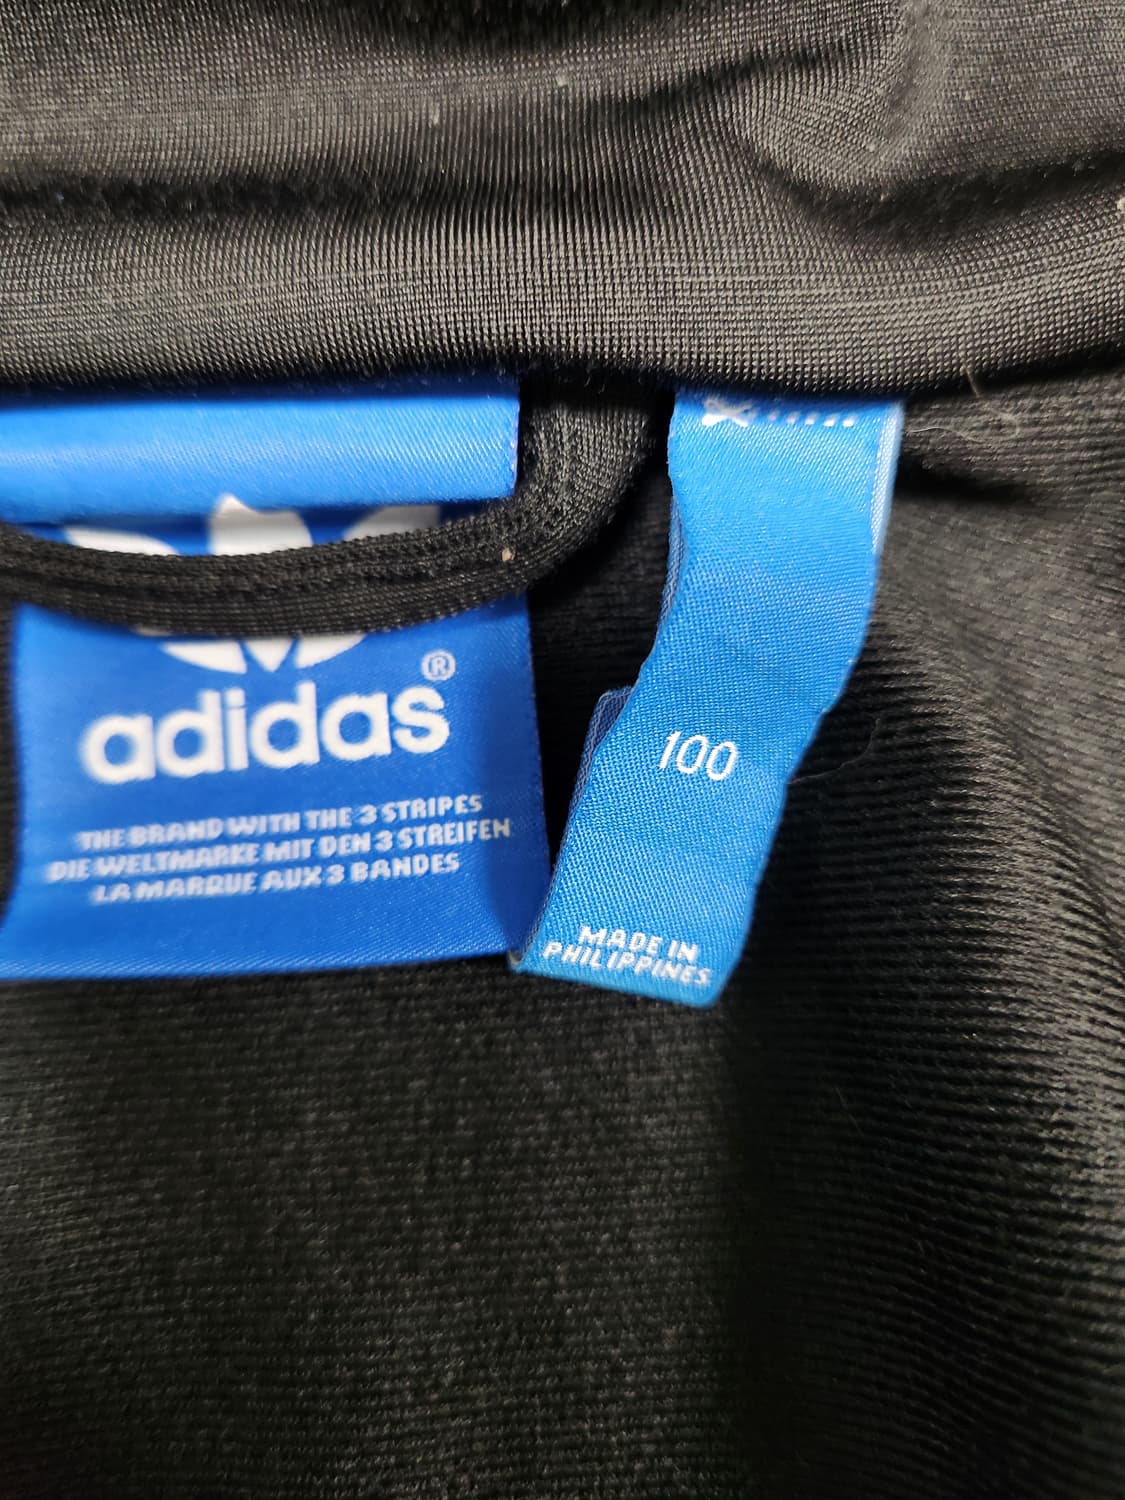 ®
adidas
THE BRAND WITH THE 3 STRIPES
DIE WELTMARKE MIT DEN 3 STREIFEN
LA MARQUE AUX 3 BANDES
100
MADE IN
PHILIPPINES